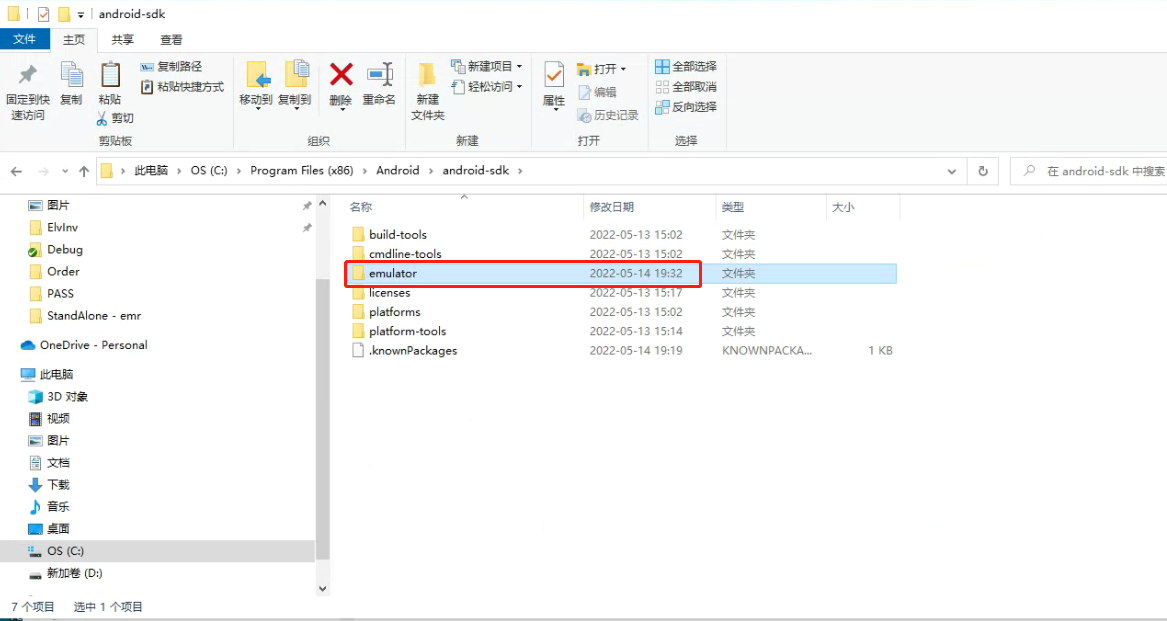 android-sdk
文件 主页 共享 查看
固定到快速访问
复制
粘贴
复制路径
粘贴快捷方式
剪切
剪贴板
移动到
复制到
删除
重命名
组织
新建文件夹
新建项目
轻松访问
新建
属性
打开
编辑
历史记录
打开
全部选择
全部取消
反向选择
选择
此电脑 › OS (C:) › Program Files (x86) › Android › android-sdk ›
在 android-sdk 中搜索
图片
ElvInv
Debug
Order
PASS
StandAlone - emr
OneDrive - Personal
此电脑
3D 对象
视频
图片
文档
下载
音乐
桌面
OS (C:)
新加卷 (D:)
名称 修改日期 类型 大小
build-tools 2022-05-13 15:02 文件夹
cmdline-tools 2022-05-13 15:02 文件夹
emulator 2022-05-14 19:32 文件夹
licenses 2022-05-13 15:17 文件夹
platforms 2022-05-13 15:02 文件夹
platform-tools 2022-05-13 15:14 文件夹
.knownPackages 2022-05-14 19:19 KNOWNPACKA... 1 KB
7 个项目 选中 1 个项目